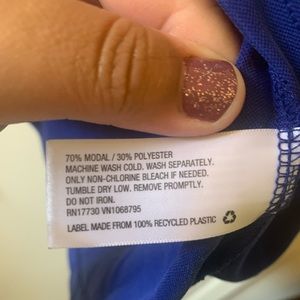 70% MODAL / 30% POLYESTER
MACHINE WASH COLD. WASH SEPARATELY.
ONLY NON-CHLORINE BLEACH IF NEEDED.
TUMBLE DRY LOW. REMOVE PROMPTLY.
DO NOT IRON.
RN17730 VN1068795
LABEL MADE FROM 100% RECYCLED PLASTIC